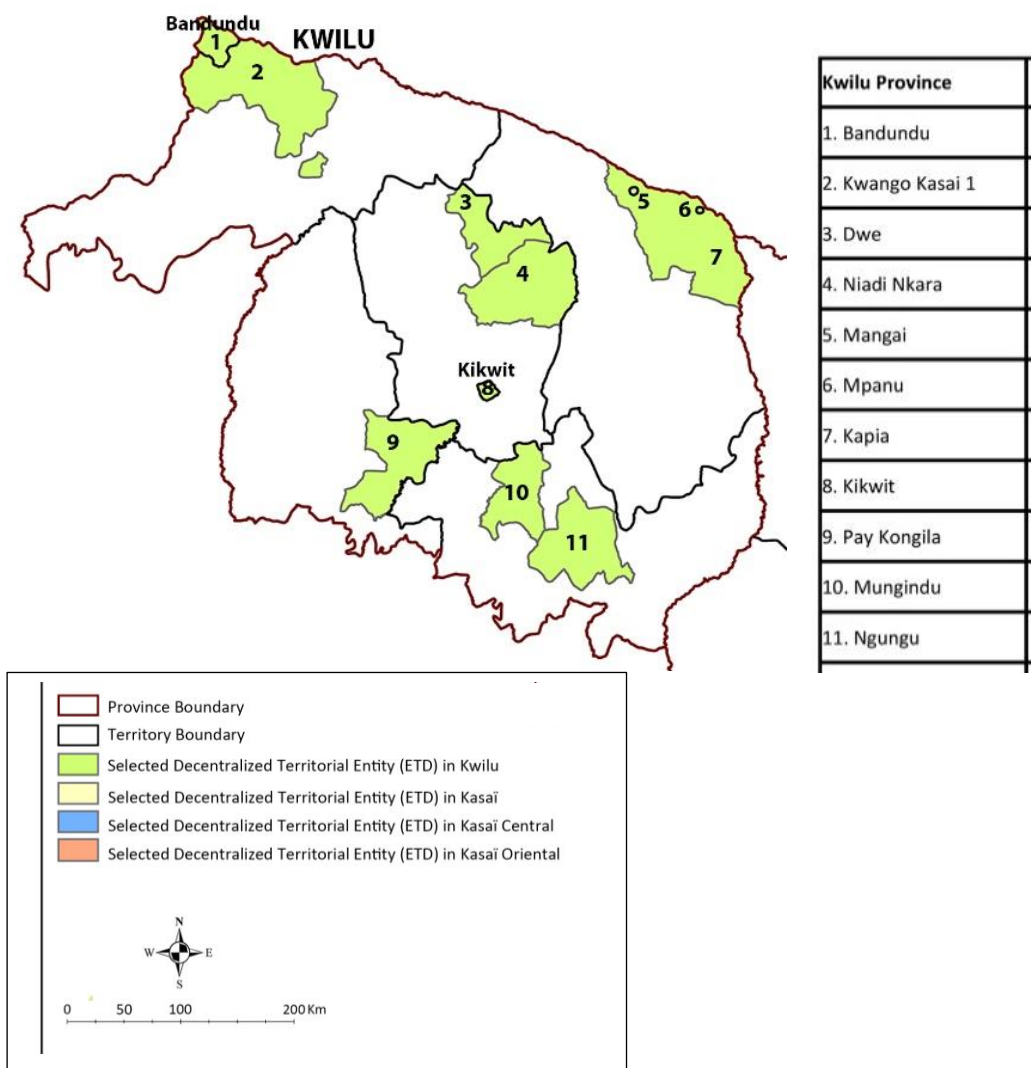 Bandundu
KWILU
1
2
3
4
5
6
7
Kikwit
8
9
10
11
Kwilu Province
1. Bandundu
2. Kwango Kasai 1
3. Dwe
4. Niadi Nkara
5. Mangai
6. Mpanu
7. Kapia
8. Kikwit
9. Pay Kongila
10. Mungindu
11. Ngungu
Province Boundary
Territory Boundary
Selected Decentralized Territorial Entity (ETD) in Kwilu
Selected Decentralized Territorial Entity (ETD) in Kasaï
Selected Decentralized Territorial Entity (ETD) in Kasaï Central
Selected Decentralized Territorial Entity (ETD) in Kasaï Oriental
N
W E
S
0 50 100 200 Km